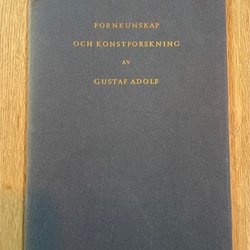 FORNKUNSKAP
OCH KONSTFORSKNING
AV
GUSTAF ADOLF